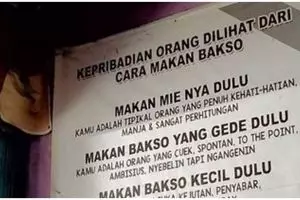 KEPRIBADIAN ORANG DILIHAT DARI
CARA MAKAN BAKSO
MAKAN MIE NYA DULU
KAMU ADALAH TIPIKAL ORANG YANG PENUH KEHATI-HATIAN,
MANJA & SANGAT PERHITUNGAN
MAKAN BAKSO YANG GEDE DULU
KAMU ADALAH ORANG YANG CUEK, SPONTAN, TO THE POINT,
AMBISIUS, NYEBELIN TAPI NGANGENIN
MAKAN BAKSO KECIL DULU
KEJUTAN, PENYABAR,